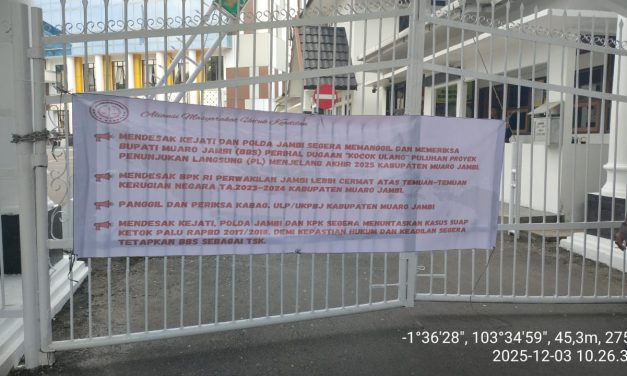 Aliansi Masyarakat Untuk Keadilan
MENDESAK KEJATI DAN POLDA JAMBI SEGERA MEMANGGIL DAN MEMERIKSA
BUPATI MUARO JAMBI (BBS) PERIHAL DUGAAN "KOCOK ULANG" PULUHAN PROYEK
PENUNJUKAN LANGSUNG (PL) MENJELANG AKHIR 2025 KABUPATEN MUARO JAMBI.
MENDESAK BPK RI PERWAKILAN JAMBI LEBIH CERMAT ATAS TEMUAN-TEMUAN
KERUGIAN NEGARA TA.2023-2024 KABUPATEN MUARO JAMBI.
PANGGIL DAN PERIKSA KABAG, ULP/UKPBJ KABUPATEN MUARO JAMBI
MENDESAK KEJATI, POLDA JAMBI DAN KPK SEGERA MENUNTASKAN KASUS SUAP
KETOK PALU RAPBD 2017/2018, DEMI KEPASTIAN HUKUM DAN KEADILAN SEGERA
TETAPKAN BBS SEBAGAI TSK.
-1°36'28", 103°34'59", 45,3m, 275
2025-12-03 10.26.3